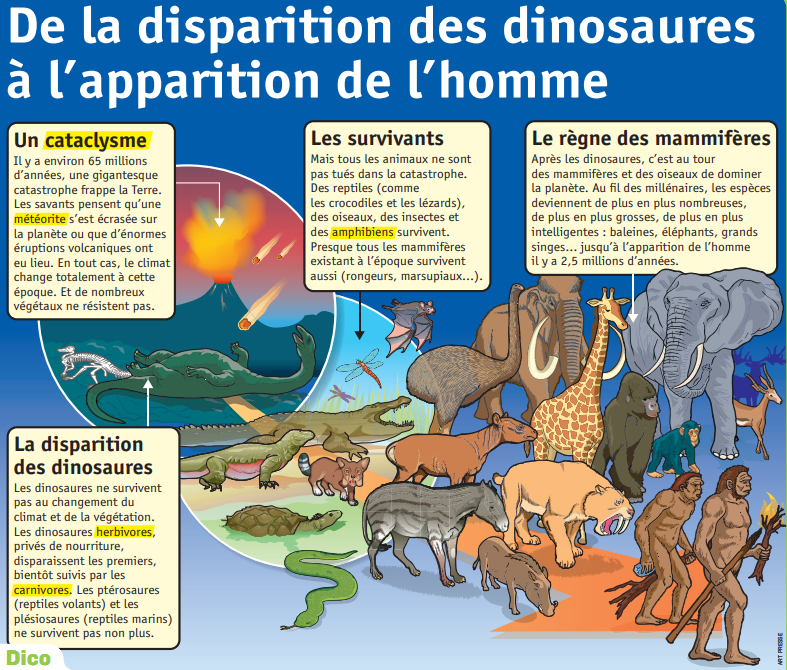 De la disparition des dinosaures
à l'apparition de l'homme
Un cataclysme
Il y a environ 65 millions
d'années, une gigantesque
catastrophe frappe la Terre.
Les savants pensent qu'une
météorite s'est écrasée sur
la planète ou que d'énormes
éruptions volcaniques ont
eu lieu. En tout cas, le climat
change totalement à cette
époque. Et de nombreux
végétaux ne résistent pas.
Les survivants
Mais tous les animaux ne sont
pas tués dans la catastrophe.
Des reptiles (comme
les crocodiles et les lézards),
des oiseaux, des insectes et
des amphibiens survivent.
Presque tous les mammifères
existant à l'époque survivent
aussi (rongeurs, marsupiaux...).
Le règne des mammifères
Après les dinosaures, c'est au tour
des mammifères et des oiseaux de dominer
la planète. Au fil des millénaires, les espèces
deviennent de plus en plus nombreuses,
de plus en plus grosses, de plus en plus
intelligentes : baleines, éléphants, grands
singes... jusqu'à l'apparition de l'homme
il y a 2,5 millions d'années.
La disparition
des dinosaures
Les dinosaures ne survivent
pas au changement du
climat et de la végétation.
Les dinosaures herbivores,
privés de nourriture,
disparaissent les premiers,
bientôt suivis par les
carnivores. Les ptérosaures
(reptiles volants) et les
plésiosaures (reptiles marins)
ne survivent pas non plus.
Dico
ART PRESSE